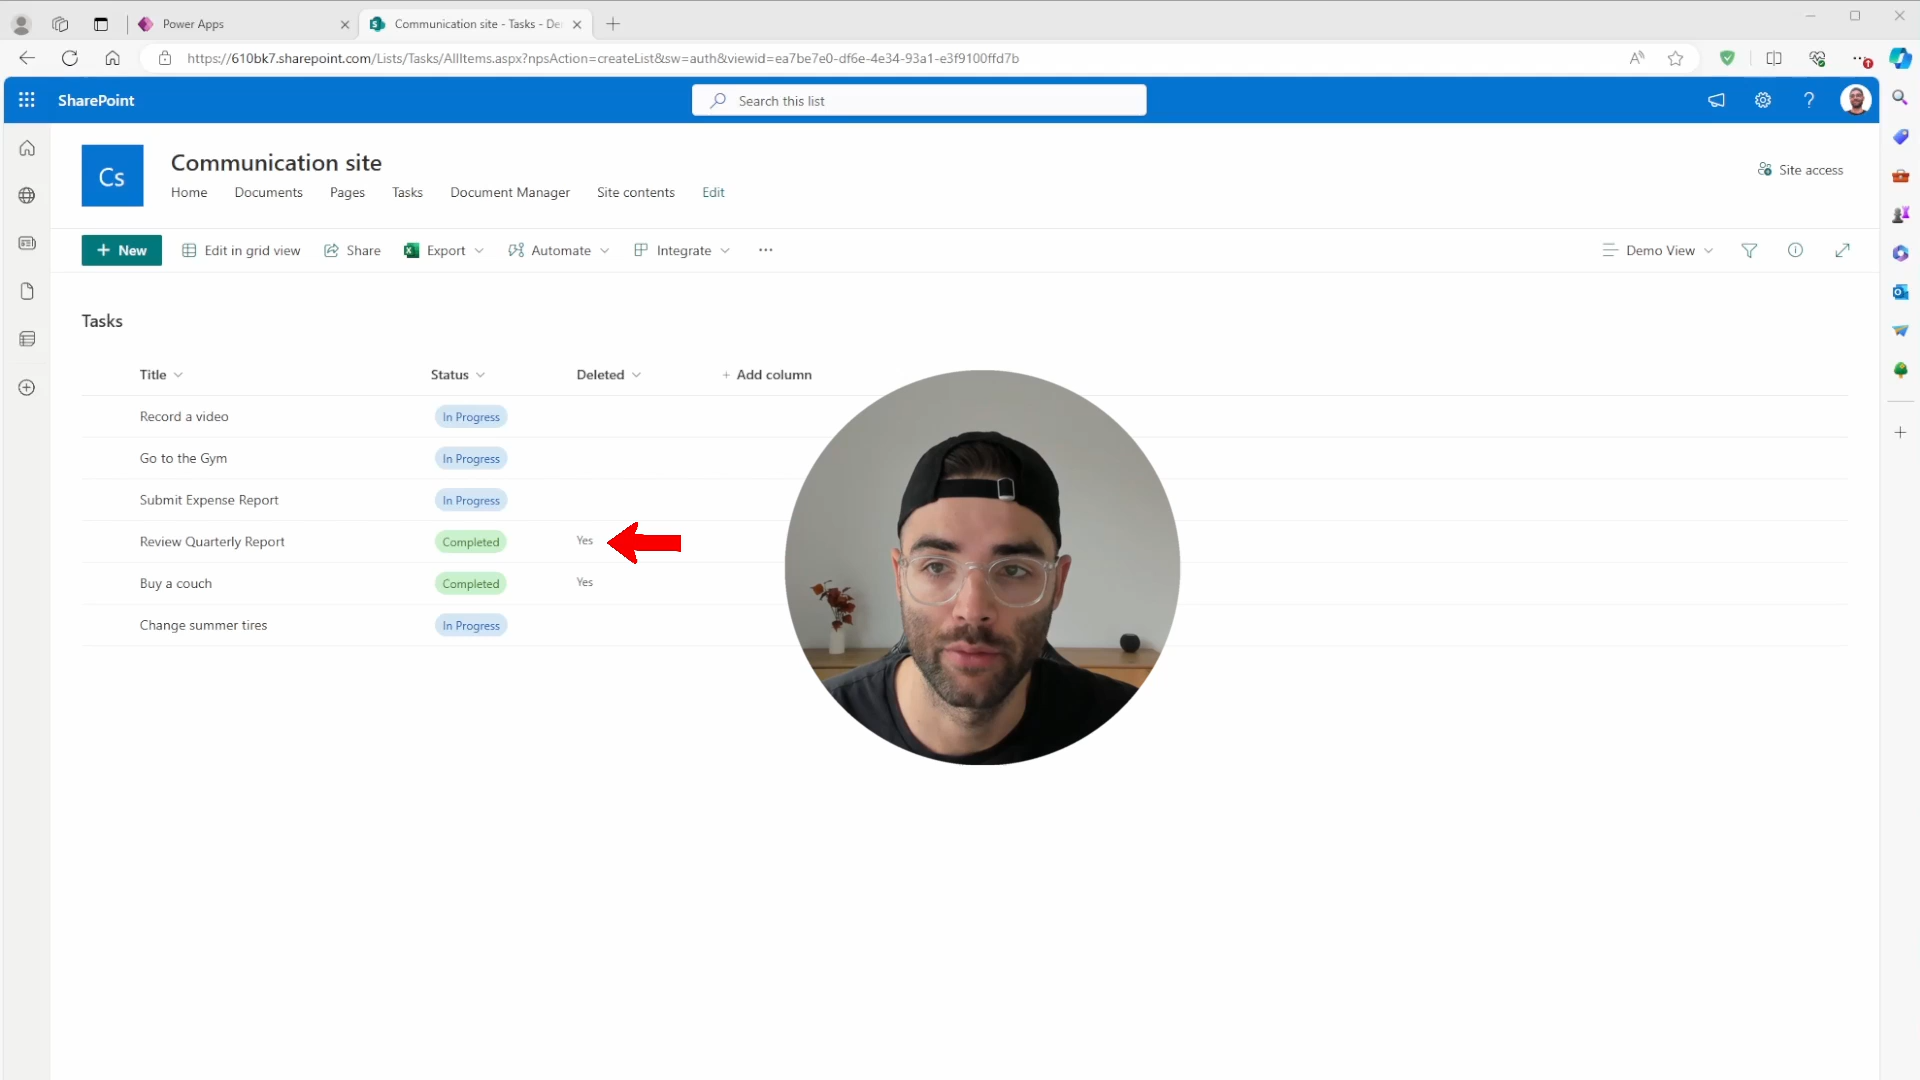 Power Apps
Communication site - Tasks - De
https://610bk7.sharepoint.com/Lists/Tasks/AllItems.aspx?npsAction=createList&sw=auth&viewid=ea7be7e0-df6e-4e34-93a1-e3f9100ffd7b
SharePoint
Search this list
Cs
Communication site
Home Documents Pages Tasks Document Manager Site contents Edit
Site access
+ New Edit in grid view Share Export Automate Integrate ... Demo View
Tasks
Title Status Deleted + Add column
Record a video In Progress
Go to the Gym In Progress
Submit Expense Report In Progress
Review Quarterly Report Completed Yes
Buy a couch Completed Yes
Change summer tires In Progress